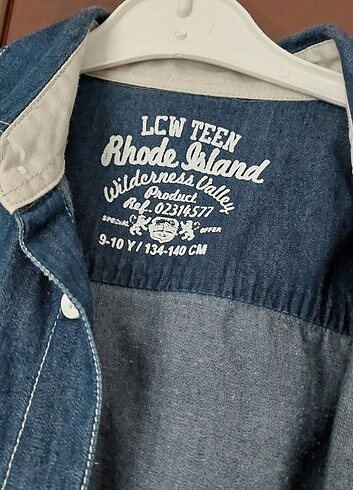 LCW TEEN
Rhode Island
Wilderness Valley
Product
Ref. 02314577
SPECIAL OFFER
9-10 Y / 134-140 CM